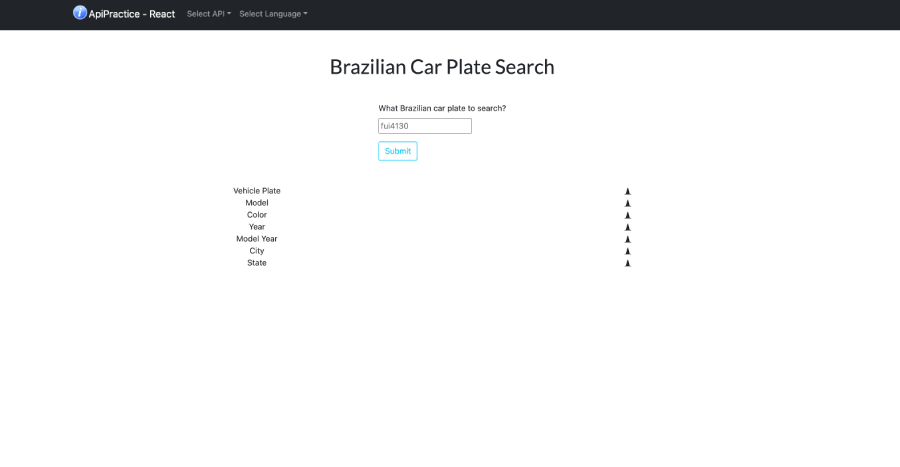 ApiPractice - React Select API Select Language
Brazilian Car Plate Search
What Brazilian car plate to search?
fui4130
Submit
Vehicle Plate
Model
Color
Year
Model Year
City
State